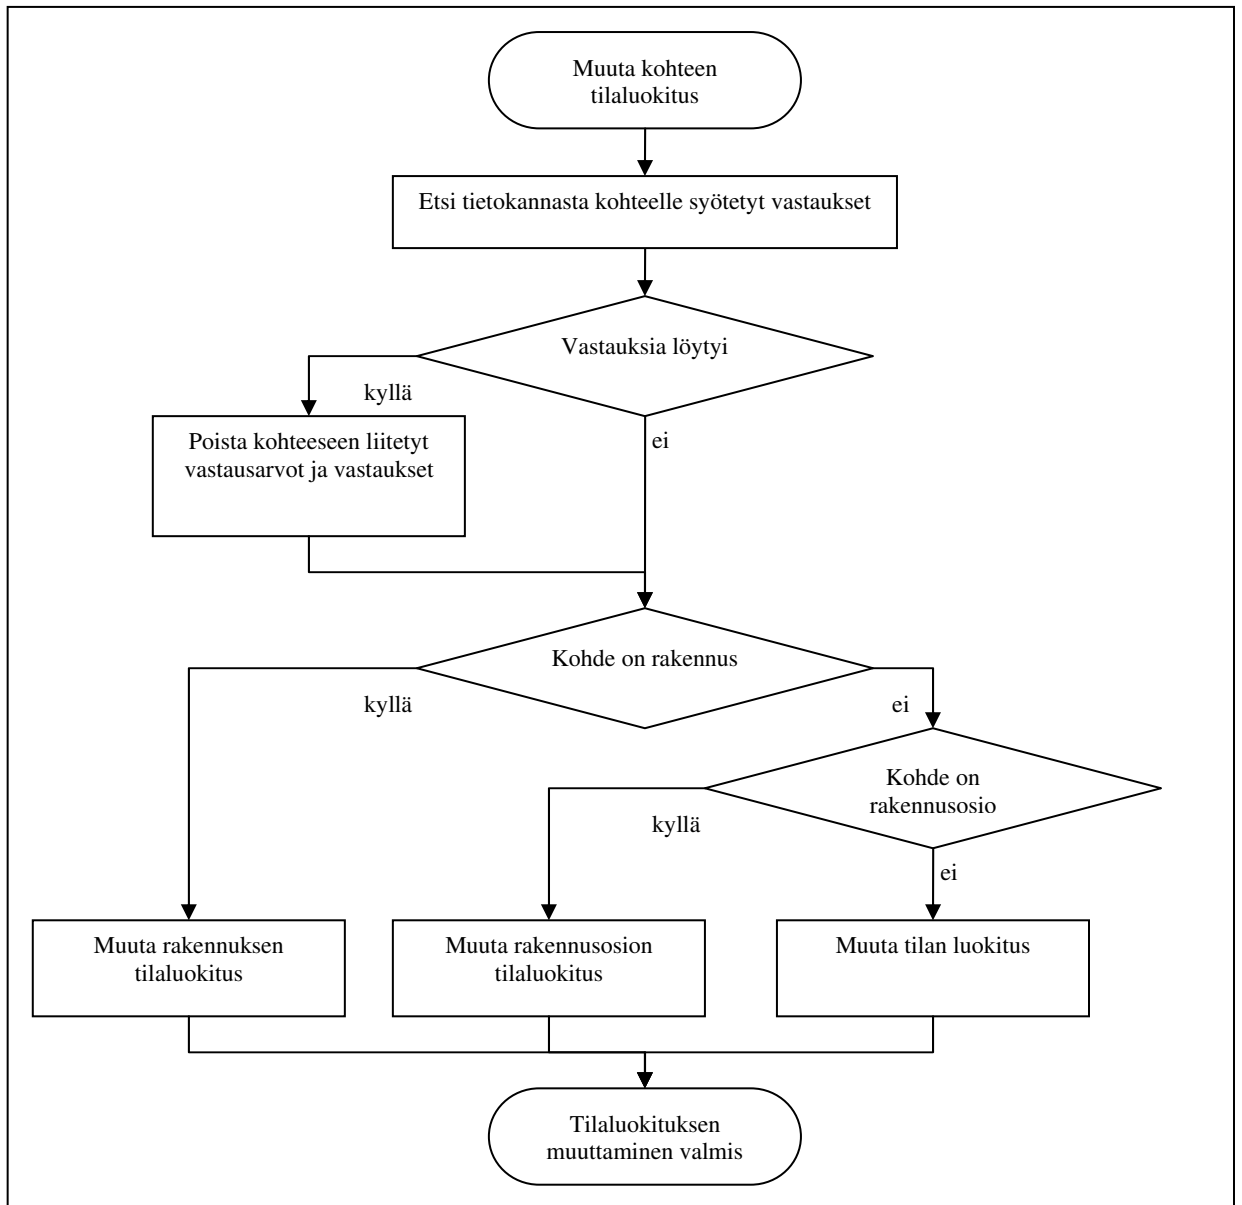 Muuta kohteen
tilaluokitus
Etsi tietokannasta kohteelle syötetyt vastaukset
Vastauksia löytyi
kyllä
ei
Poista kohteeseen liitetyt
vastausarvot ja vastaukset
Kohde on rakennus
kyllä
ei
Kohde on
rakennusosio
kyllä
ei
Muuta rakennuksen
tilaluokitus
Muuta rakennusosion
tilaluokitus
Muuta tilan luokitus
Tilaluokituksen
muuttaminen valmis